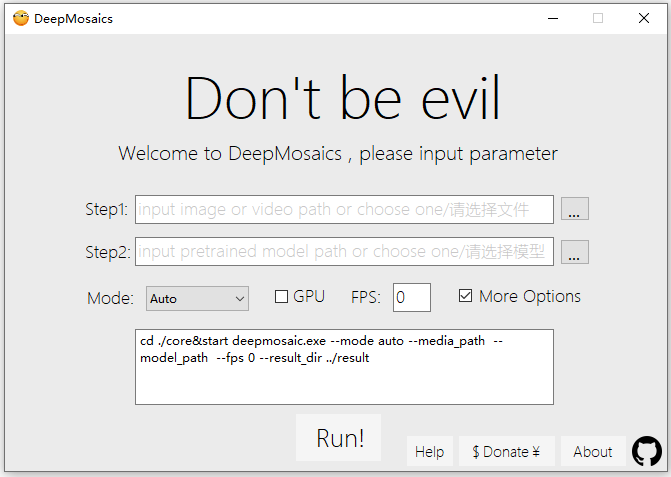 DeepMosaics
Don't be evil
Welcome to DeepMosaics , please input parameter
Step1: input image or video path or choose one/请选择文件 ...
Step2: input pretrained model path or choose one/请选择模型 ...
Mode: Auto GPU FPS: 0 More Options
cd ./core&start deepmosaic.exe --mode auto --media_path --
model_path --fps 0 --result_dir ../result
Run!
Help $ Donate ¥ About